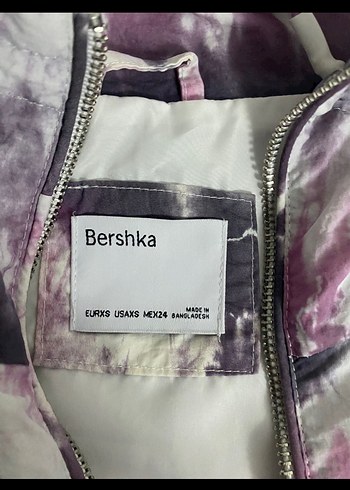 Bershka
EURXS USAXS MEX24 MADE IN
BANGLADESH